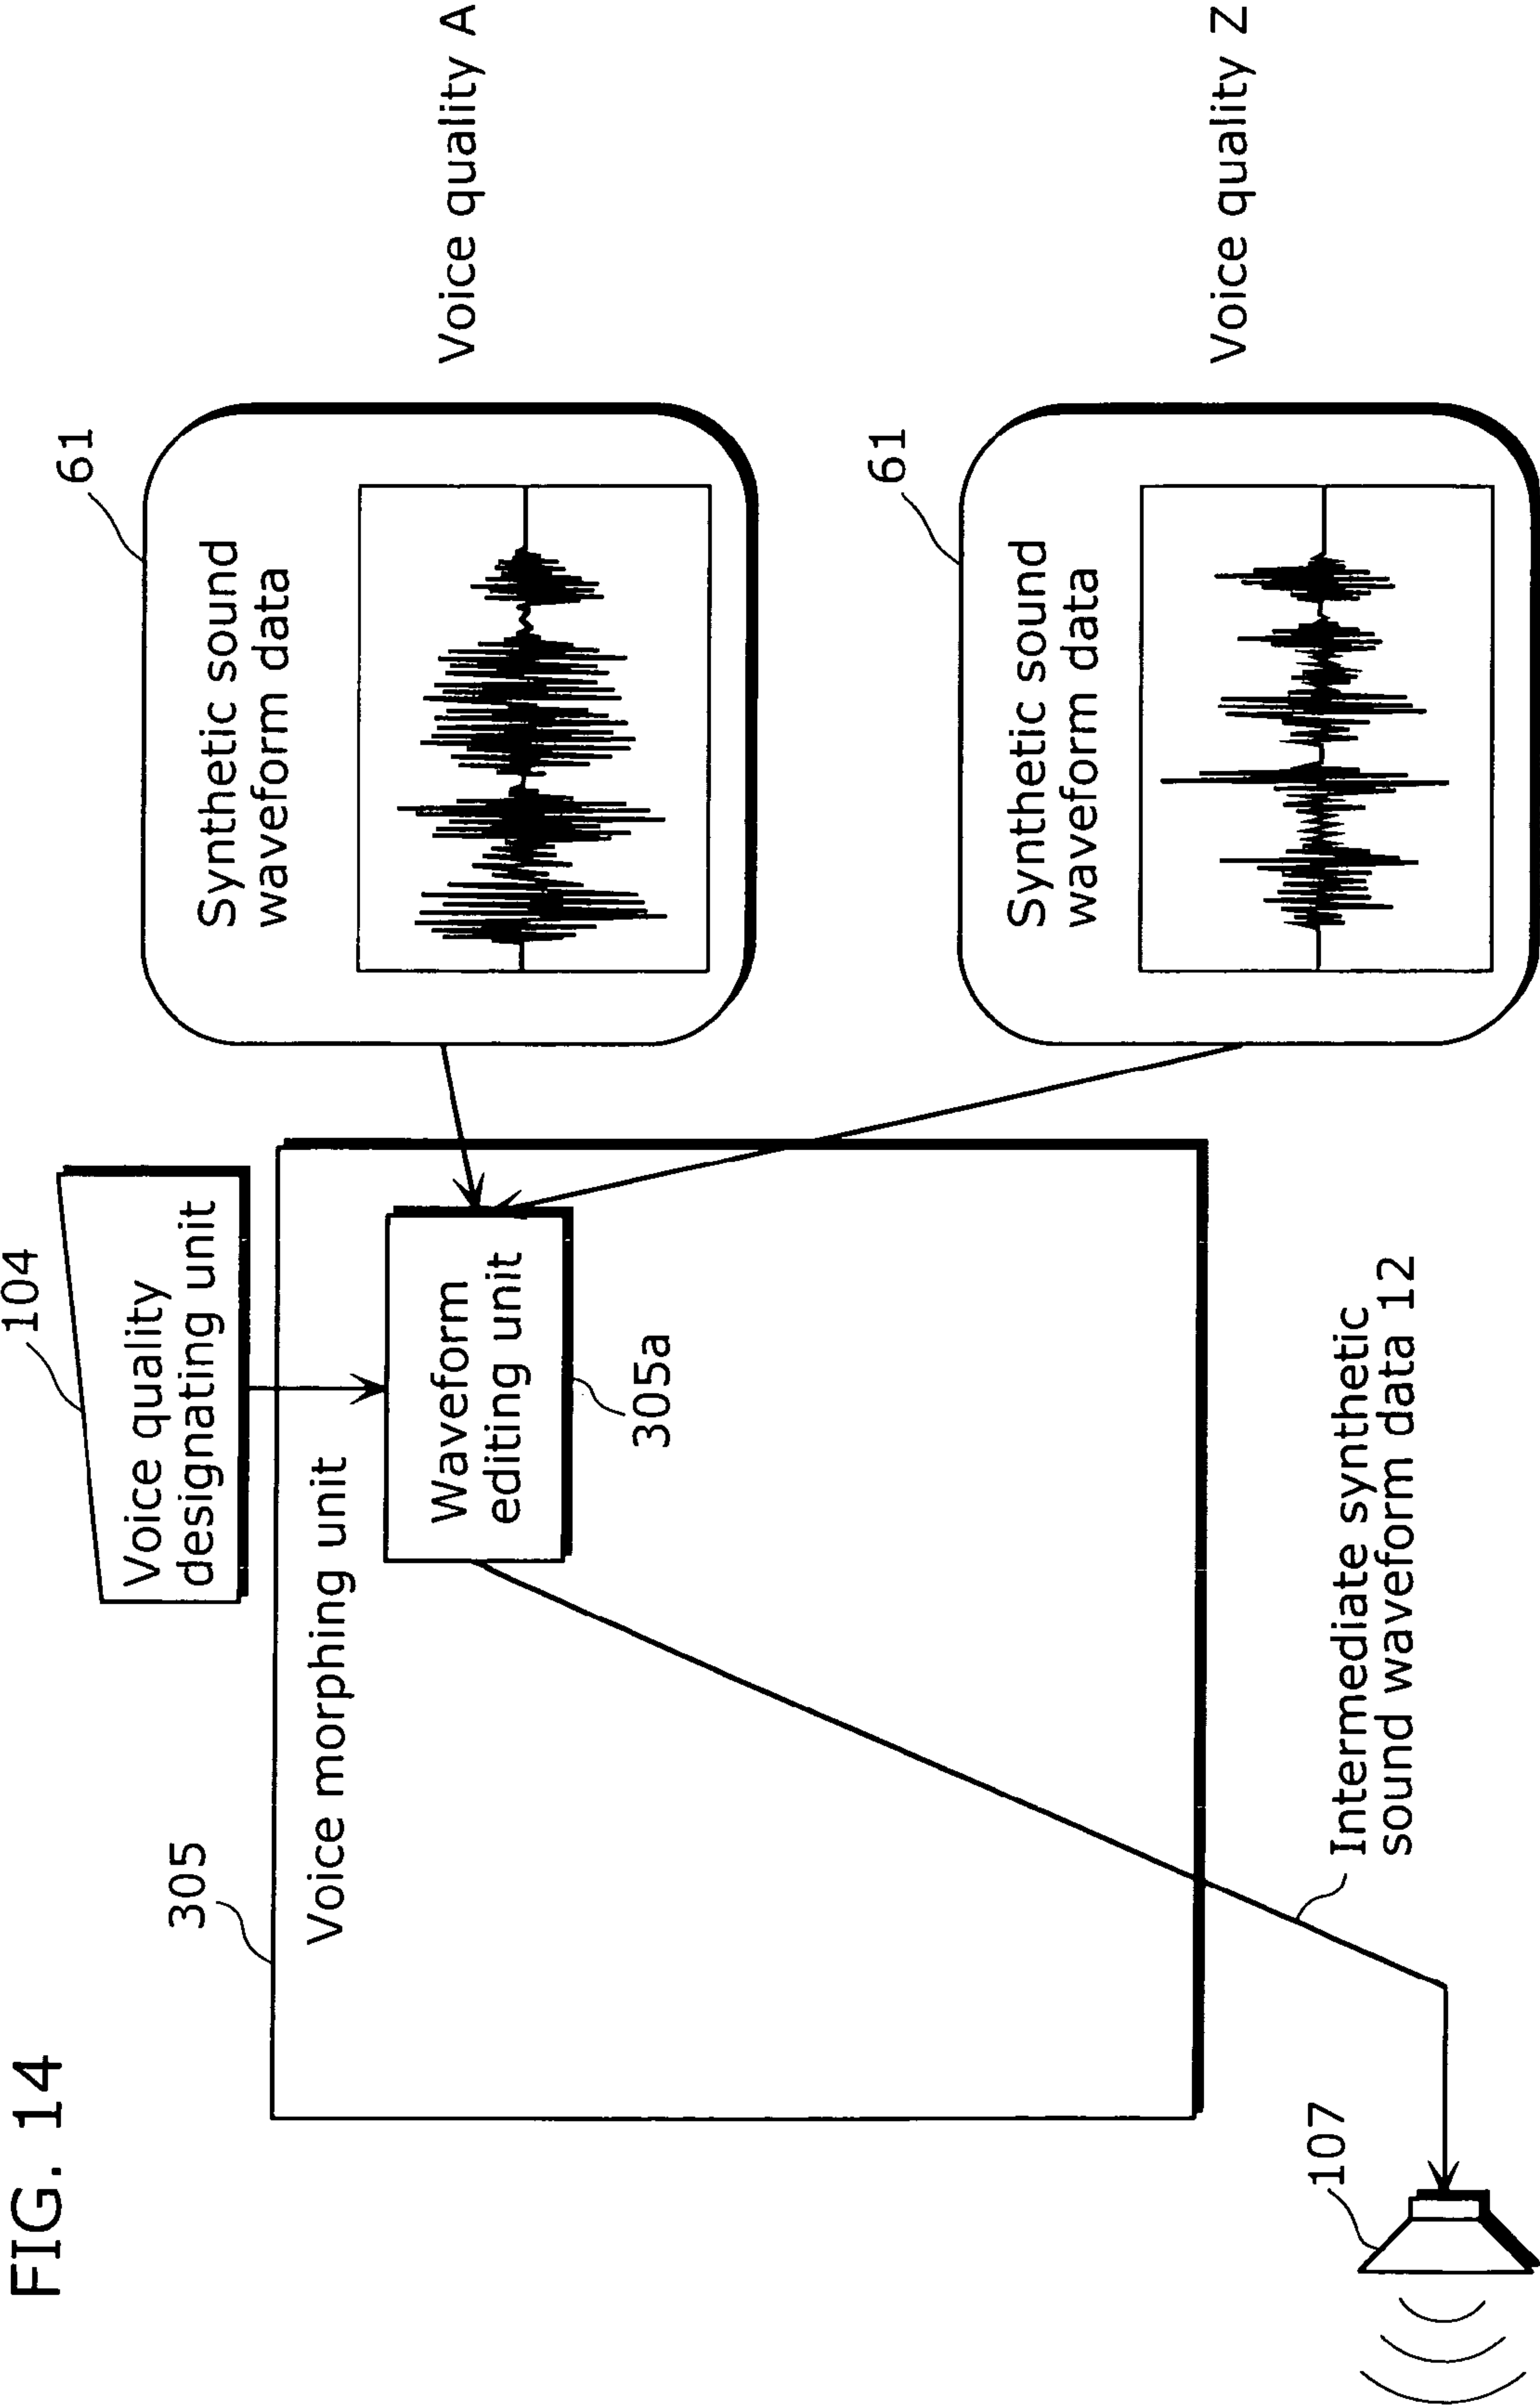 FIG. 14
104
Voice quality
designating unit
305
Voice morphing unit
Waveform
editing unit
305a
61
Synthetic sound
waveform data
Voice quality A
61
Synthetic sound
waveform data
Voice quality Z
107
Intermediate synthetic
sound waveform data 12